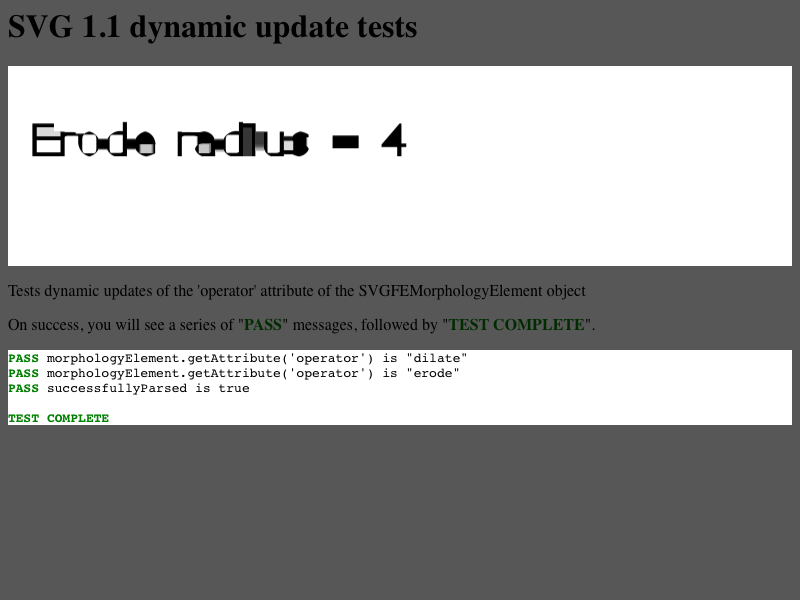 SVG 1.1 dynamic update tests
Erode radius = 4
Tests dynamic updates of the 'operator' attribute of the SVGFEMorphologyElement object
On success, you will see a series of "PASS" messages, followed by "TEST COMPLETE".
PASS morphologyElement.getAttribute('operator') is "dilate"
PASS morphologyElement.getAttribute('operator') is "erode"
PASS successfullyParsed is true
TEST COMPLETE